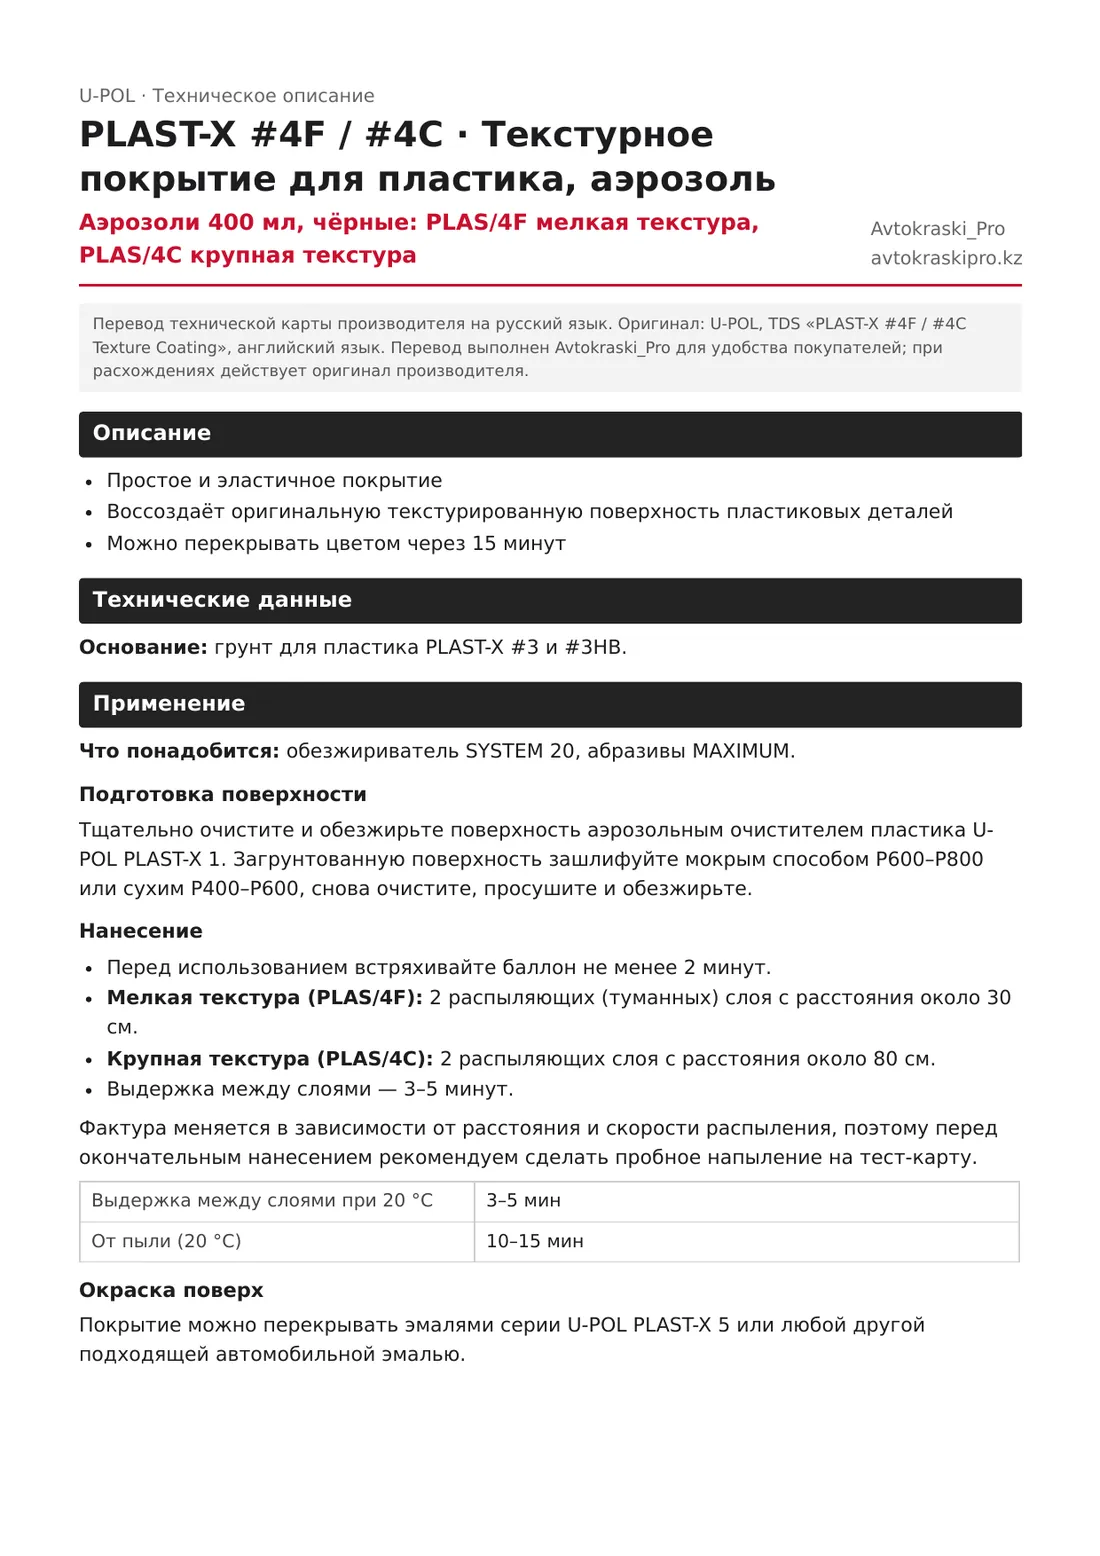 U-POL · Техническое описание
PLAST-X #4F / #4C · Текстурное
покрытие для пластика, аэрозоль
Аэрозоли 400 мл, чёрные: PLAS/4F мелкая текстура,
PLAS/4C крупная текстура
Avtokraski_Pro
avtokraskipro.kz
Перевод технической карты производителя на русский язык. Оригинал: U-POL, TDS «PLAST-X #4F / #4C
Texture Coating», английский язык. Перевод выполнен Avtokraski_Pro для удобства покупателей; при
расхождениях действует оригинал производителя.
Описание
• Простое и эластичное покрытие
• Воссоздаёт оригинальную текстурированную поверхность пластиковых деталей
• Можно перекрывать цветом через 15 минут
Технические данные
Основание: грунт для пластика PLAST-X #3 и #3HB.
Применение
Что понадобится: обезжириватель SYSTEM 20, абразивы MAXIMUM.
Подготовка поверхности
Тщательно очистите и обезжирьте поверхность аэрозольным очистителем пластика U-
POL PLAST-X 1. Загрунтованную поверхность зашлифуйте мокрым способом P600–P800
или сухим P400–P600, снова очистите, просушите и обезжирьте.
Нанесение
• Перед использованием встряхивайте баллон не менее 2 минут.
• Мелкая текстура (PLAS/4F): 2 распыляющих (туманных) слоя с расстояния около 30
см.
• Крупная текстура (PLAS/4C): 2 распыляющих слоя с расстояния около 80 см.
• Выдержка между слоями — 3–5 минут.
Фактура меняется в зависимости от расстояния и скорости распыления, поэтому перед
окончательным нанесением рекомендуем сделать пробное напыление на тест-карту.
Выдержка между слоями при 20 °C 3–5 мин
От пыли (20 °C) 10–15 мин
Окраска поверх
Покрытие можно перекрывать эмалями серии U-POL PLAST-X 5 или любой другой
подходящей автомобильной эмалью.